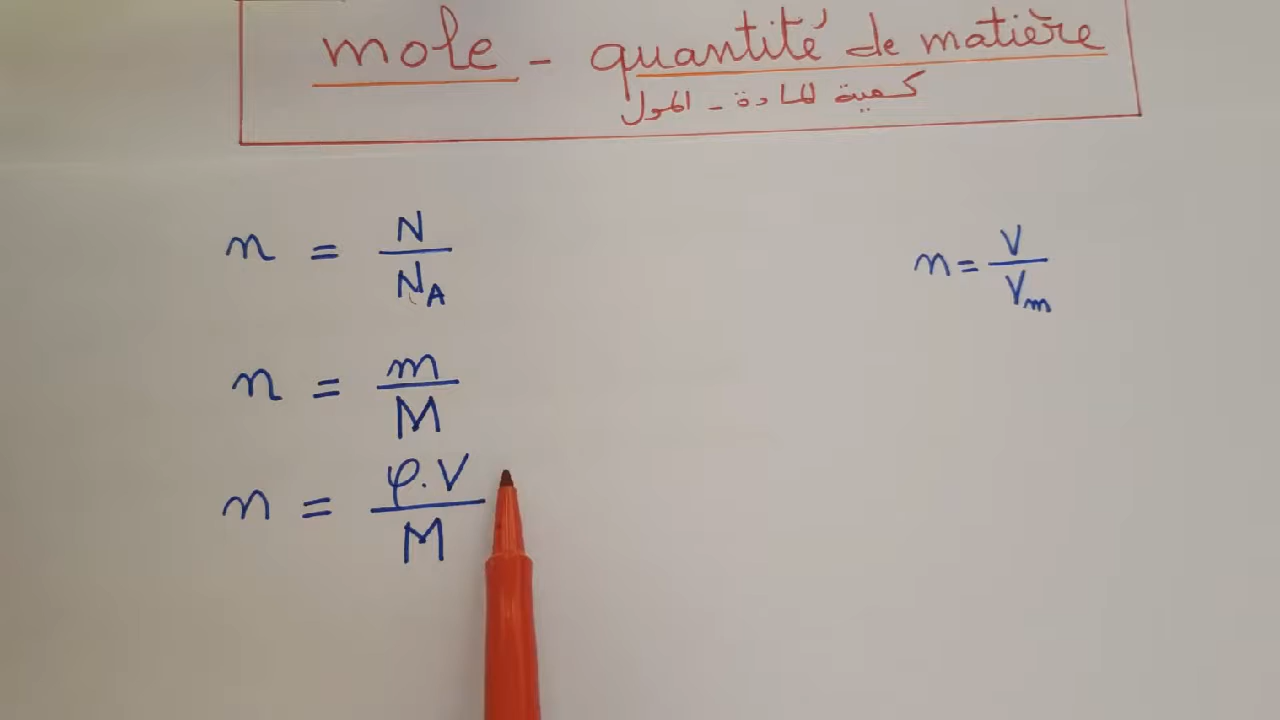 mole - quantité de matière
كمية المادة - المول
n = N / N_A
n = V / V_m
n = m / M
n = ρ.V / M